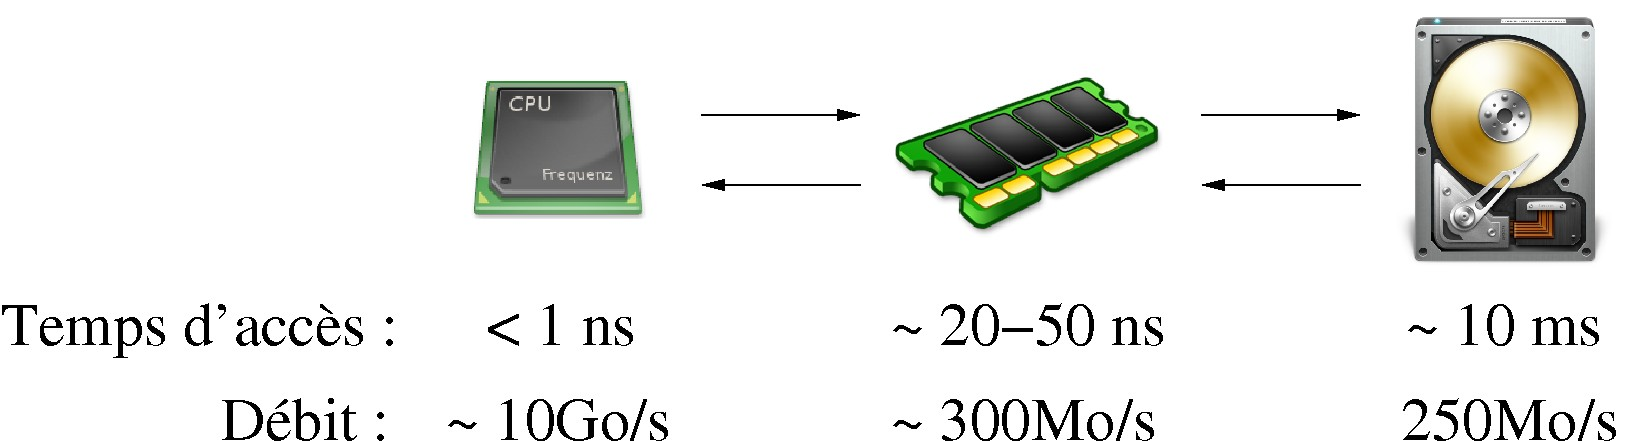 CPU
Frequenz
Temps d'accès : < 1 ns ~ 20−50 ns ~ 10 ms
Débit : ~ 10Go/s ~ 300Mo/s 250Mo/s